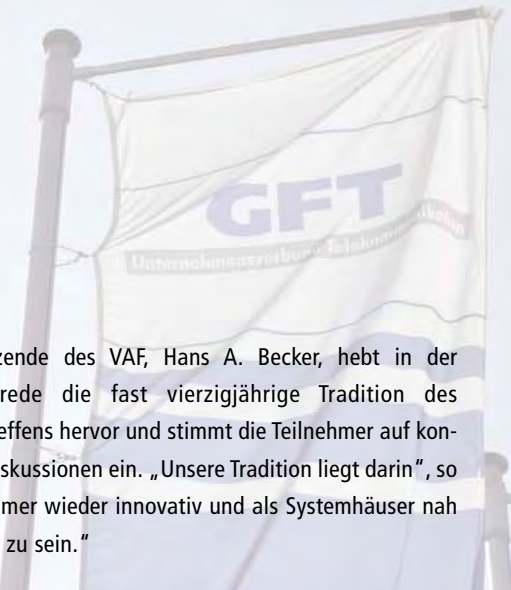 GFT
Unternehmensverbund Telekommunikation
zende des VAF, Hans A. Becker, hebt in der
rede die fast vierzigjährige Tradition des
effens hervor und stimmt die Teilnehmer auf kon-
skussionen ein. „Unsere Tradition liegt darin“, so
mer wieder innovativ und als Systemhäuser nah
zu sein.“